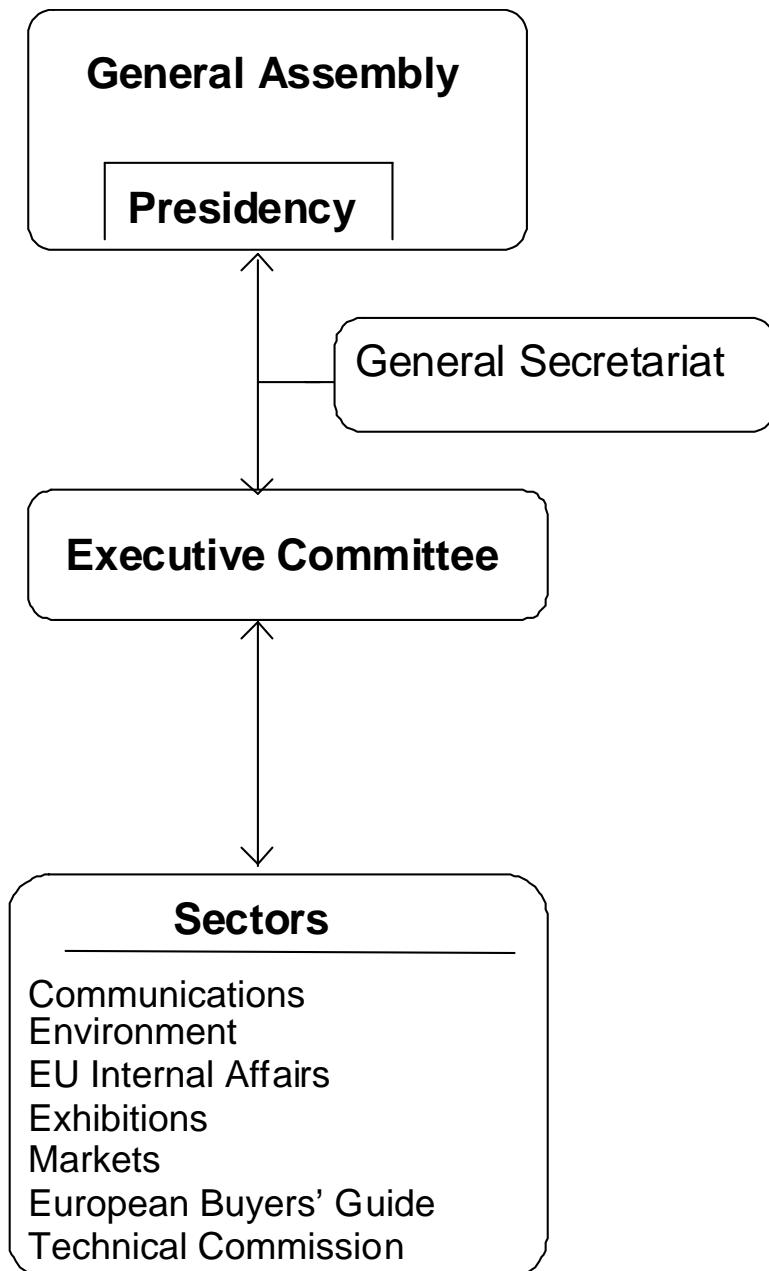 General Assembly
Presidency
General Secretariat
Executive Committee
Sectors
Communications
Environment
EU Internal Affairs
Exhibitions
Markets
European Buyers’ Guide
Technical Commission